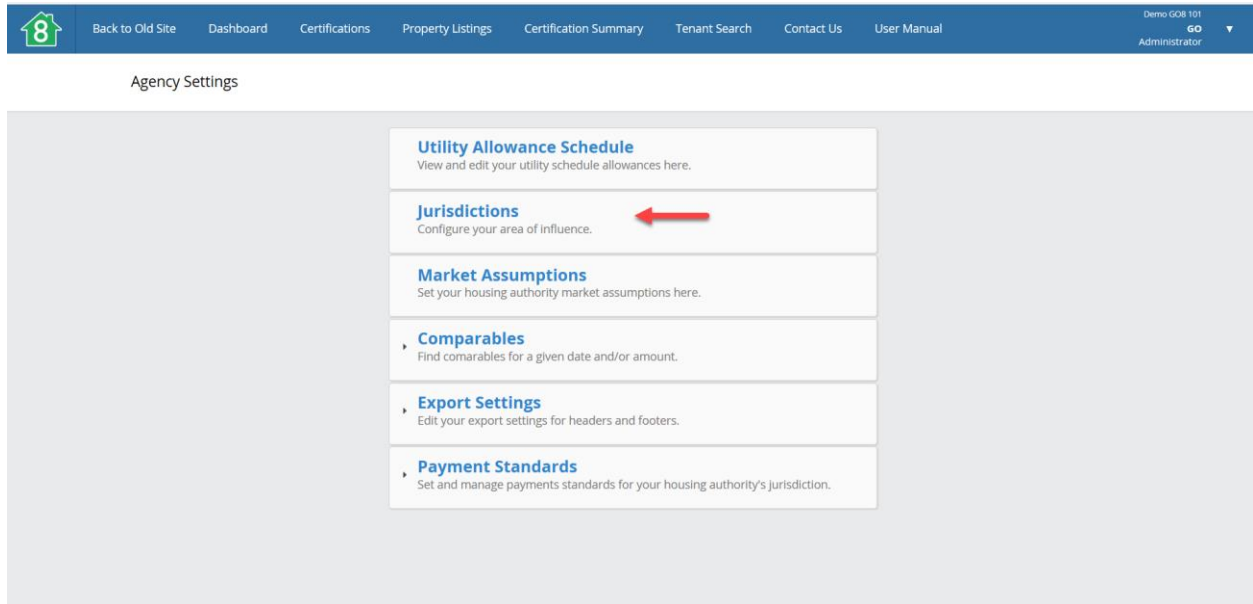 8
Back to Old Site
Dashboard
Certifications
Property Listings
Certification Summary
Tenant Search
Contact Us
User Manual
Demo GO8 101
GO
Administrator
Agency Settings
Utility Allowance Schedule
View and edit your utility schedule allowances here.
Jurisdictions
Configure your area of influence.
Market Assumptions
Set your housing authority market assumptions here.
Comparables
Find comarables for a given date and/or amount.
Export Settings
Edit your export settings for headers and footers.
Payment Standards
Set and manage payments standards for your housing authority's jurisdiction.